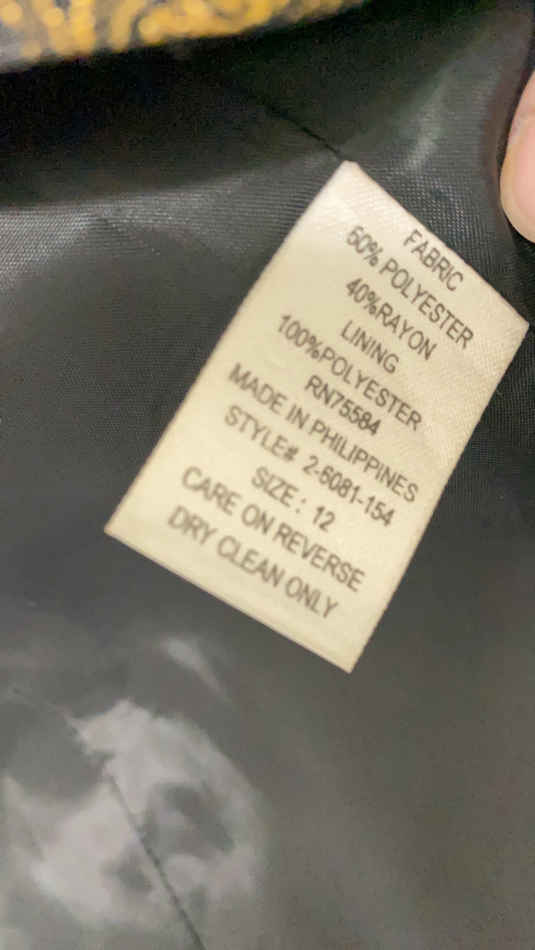 FABRIC
60% POLYESTER
40%RAYON
LINING
100%POLYESTER
RN75584
MADE IN PHILIPPINES
STYLE# 2-6081-154
SIZE: 12
CARE ON REVERSE
DRY CLEAN ONLY